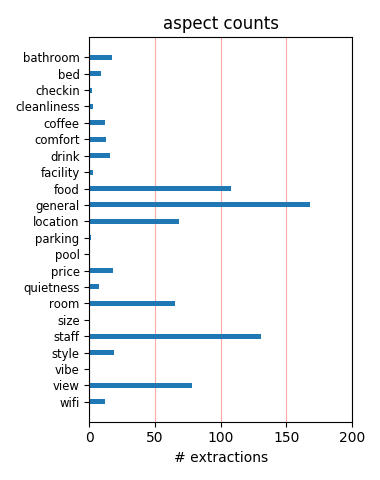 aspect counts
bathroom
bed
checkin
cleanliness
coffee
comfort
drink
facility
food
general
location
parking
pool
price
quietness
room
size
staff
style
vibe
view
wifi
0 50 100 150 200
# extractions